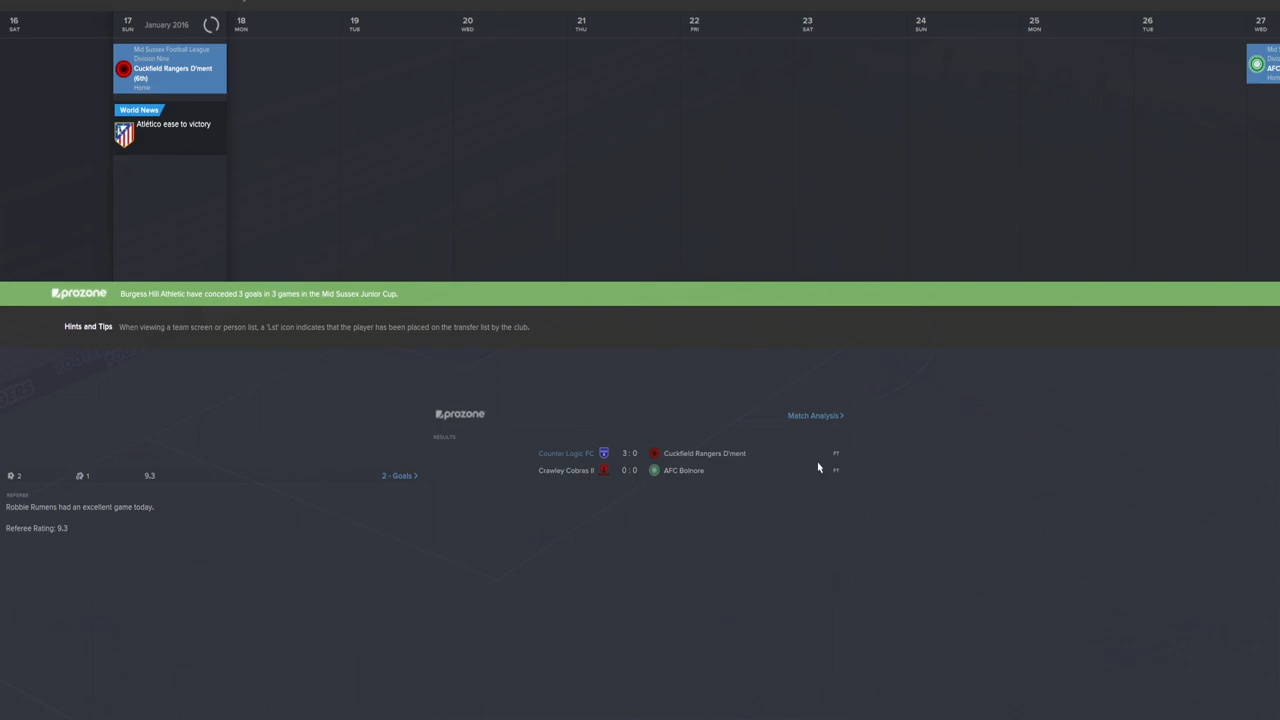 16
SAT
17
SUN
January 2016
18
MON
19
TUE
20
WED
21
THU
22
FRI
23
SAT
24
SUN
25
MON
26
TUE
27
WED
Mid Sussex Football League
Division Nine
Cuckfield Rangers D'ment
(6th)
Home
Mid S
Divis
AFC
Hom
World News
Atlético ease to victory
prozone
Burgess Hill Athletic have conceded 3 goals in 3 games in the Mid Sussex Junior Cup.
Hints and Tips
When viewing a team screen or person list, a 'Lst' icon indicates that the player has been placed on the transfer list by the club.
prozone
Match Analysis >
RESULTS
Counter Logic FC 3 : 0 Cuckfield Rangers D'ment FT
Crawley Cobras II 0 : 0 AFC Bolnore FT
2 1 9.3 2 - Goals >
REFEREE
Robbie Rumens had an excellent game today.
Referee Rating: 9.3